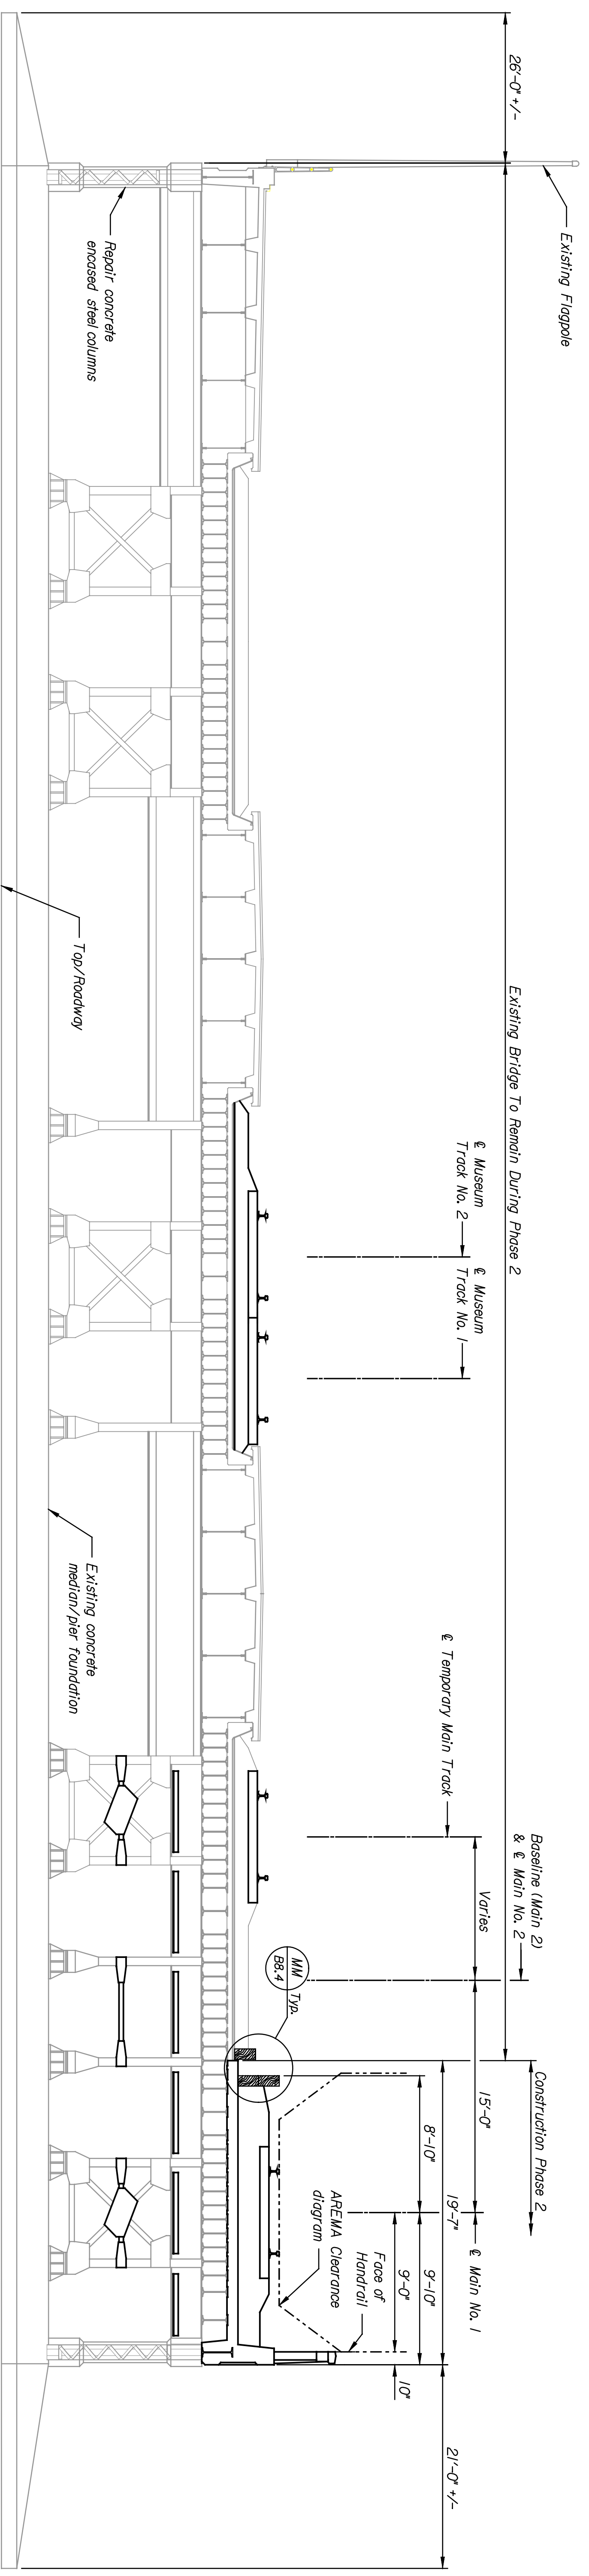 26'-0" +/-
Existing Flagpole
Repair concrete
encased steel columns
Existing Bridge To Remain During Phase 2
Top/Roadway
℄ Museum
Track No. 2
℄ Museum
Track No. 1
Existing concrete
median/pier foundation
℄ Temporary Main Track
Baseline (Main 2)
& ℄ Main No. 2
Varies
MM
B8.4
Typ.
Construction Phase 2
15'-0"
19'-7"
8'-10"
℄ Main No. 1
9'-10"
9'-0"
Face of
Handrail
AREMA Clearance
diagram
10"
21'-0" +/-